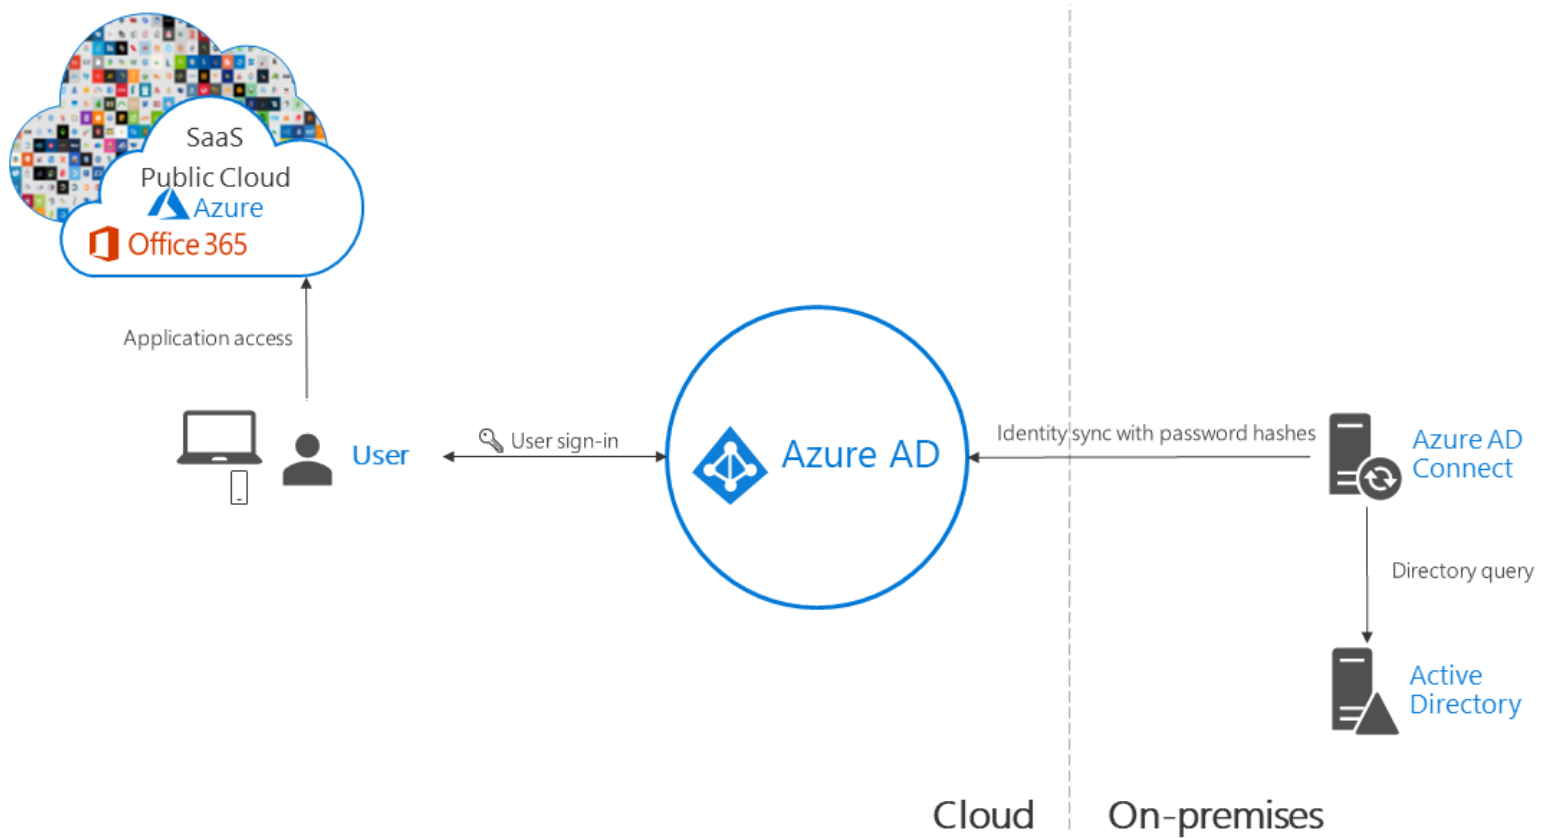 SaaS
Public Cloud
Azure
Office 365
Application access
User
User sign-in
Azure AD
Identity sync with password hashes
Azure AD
Connect
Directory query
Active
Directory
Cloud
On-premises